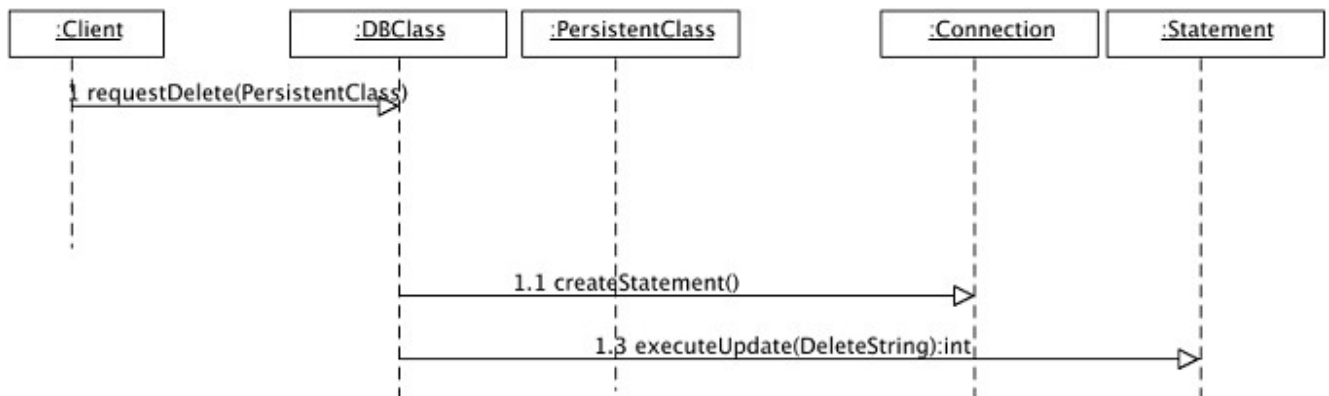 :Client :DBClass :PersistentClass :Connection :Statement
1 requestDelete(PersistentClass)
1.1 createStatement()
1.3 executeUpdate(DeleteString):int